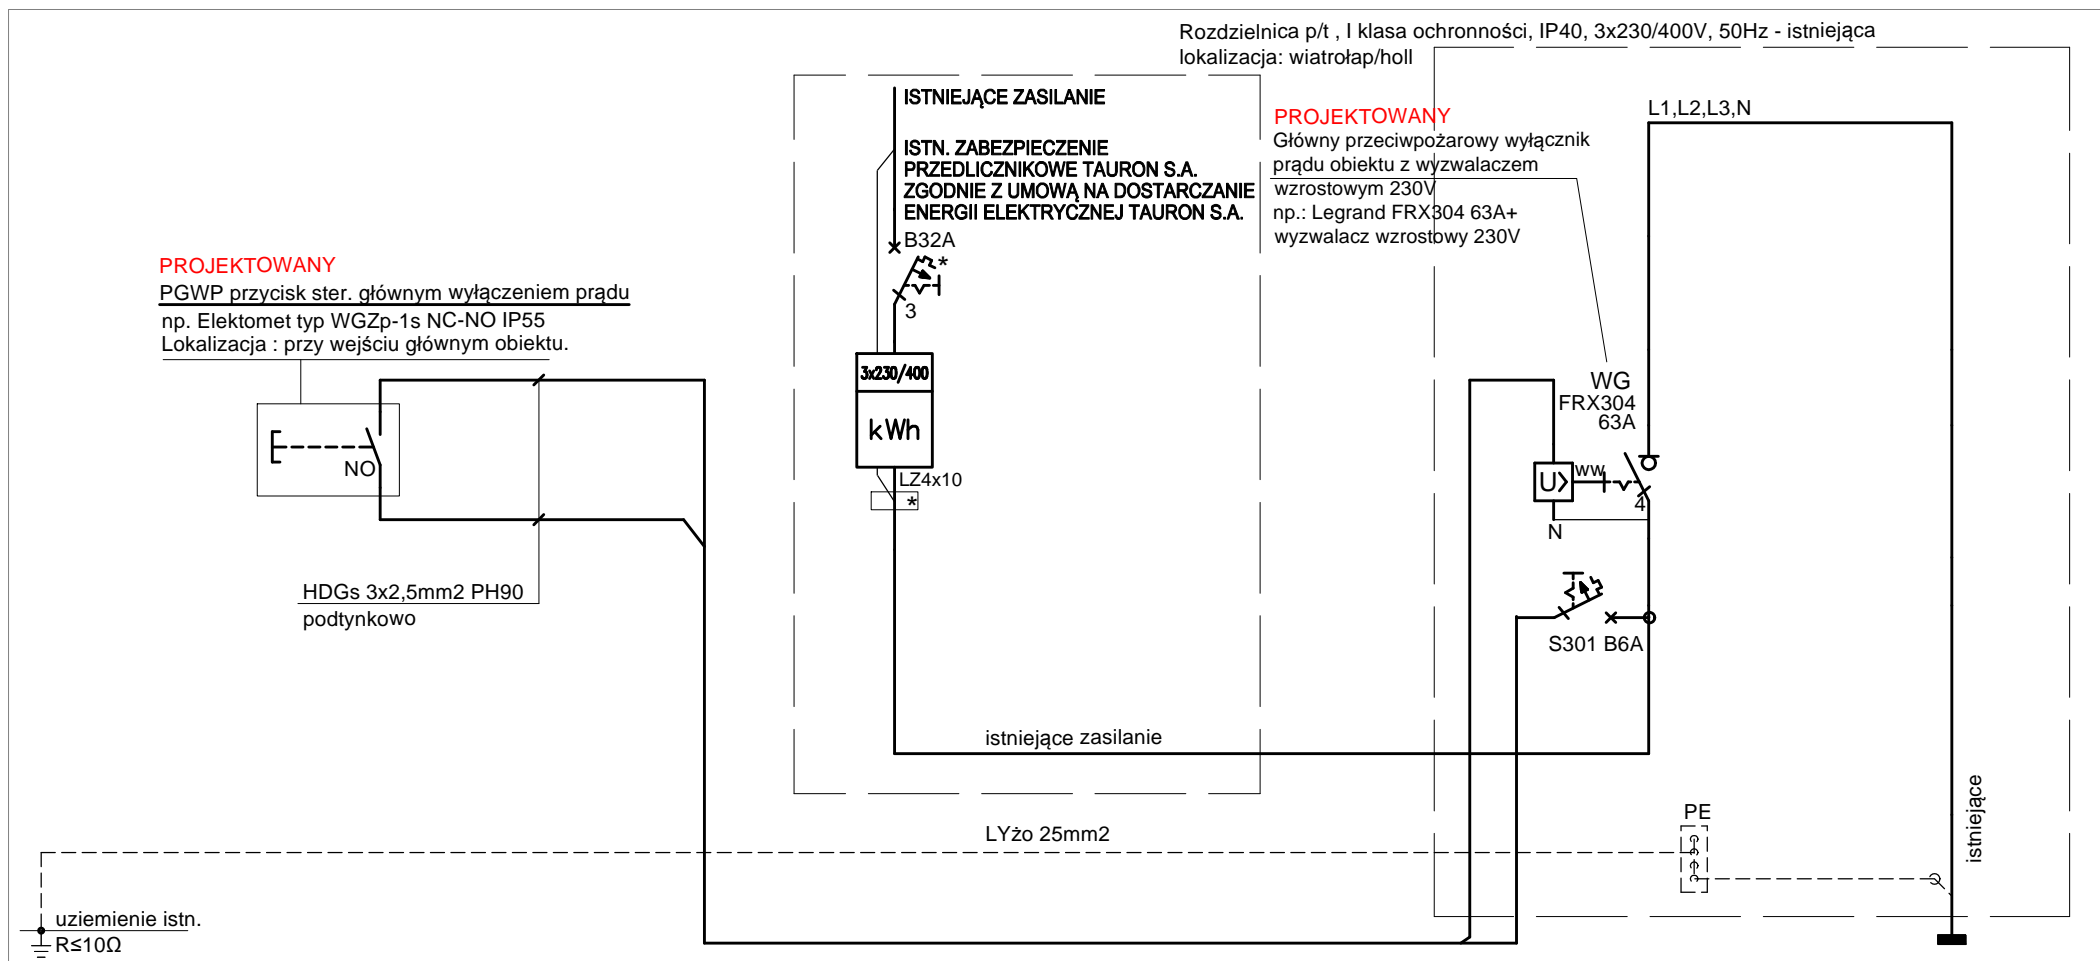 Rozdzielnica p/t , I klasa ochronności, IP40, 3x230/400V, 50Hz - istniejąca
lokalizacja: wiatrołap/holl
ISTNIEJĄCE ZASILANIE
ISTN. ZABEZPIECZENIE
PRZEDLICZNIKOWE TAURON S.A.
ZGODNIE Z UMOWĄ NA DOSTARCZANIE
ENERGII ELEKTRYCZNEJ TAURON S.A.
B32A
*
3
3x230/400
kWh
LZ4x10
*
PROJEKTOWANY
Główny przeciwpożarowy wyłącznik
prądu obiektu z wyzwalaczem
wzrostowym 230V
np.: Legrand FRX304 63A+
wyzwalacz wzrostowy 230V
L1,L2,L3,N
PROJEKTOWANY
PGWP przycisk ster. głównym wyłączeniem prądu
np. Elektomet typ WGZp-1s NC-NO IP55
Lokalizacja : przy wejściu głównym obiektu.
NO
HDGs 3x2,5mm2 PH90
podtynkowo
WG
FRX304
63A
U>
ww
4
N
S301 B6A
istniejące zasilanie
LYżo 25mm2
PE
istniejące
uziemienie istn.
R≤10Ω